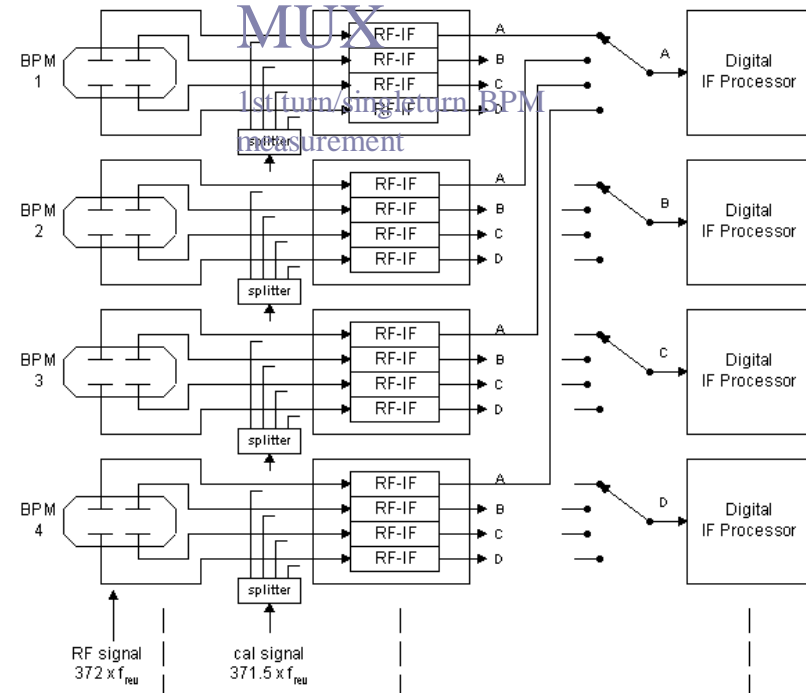 MUX
1st turn/singleturn BPM
measurement
BPM
1
RF-IF
RF-IF
RF-IF
RF-IF
A
B
C
D
splitter
A
Digital
IF Processor
BPM
2
RF-IF
RF-IF
RF-IF
RF-IF
A
B
C
D
splitter
B
Digital
IF Processor
BPM
3
RF-IF
RF-IF
RF-IF
RF-IF
A
B
C
D
splitter
C
Digital
IF Processor
BPM
4
RF-IF
RF-IF
RF-IF
RF-IF
A
B
C
D
splitter
D
Digital
IF Processor
RF signal
372 x f_reu
cal signal
371.5 x f_reu